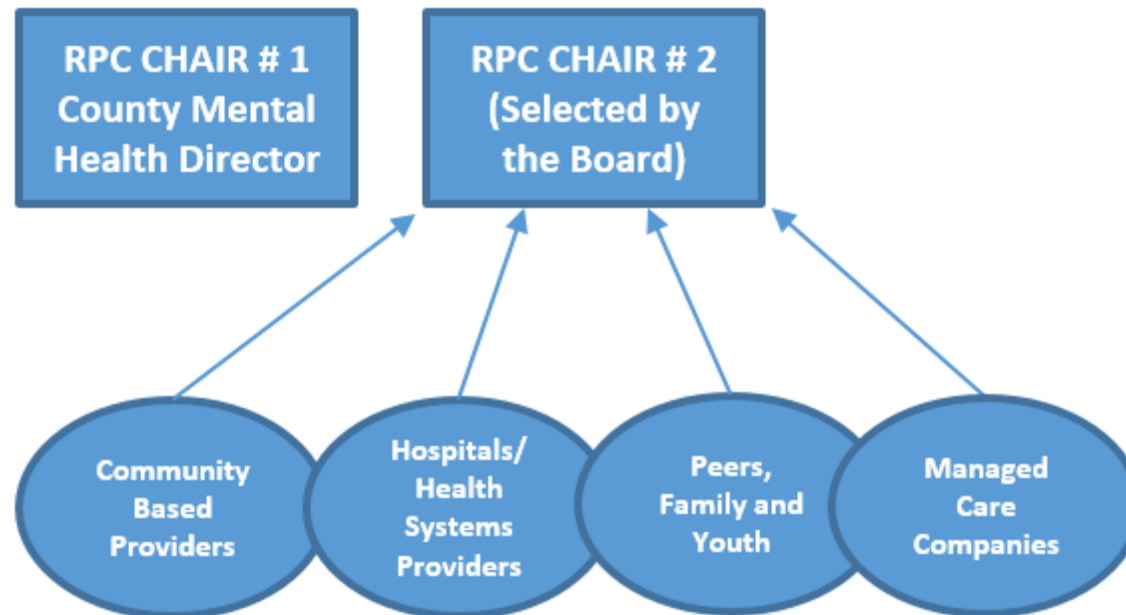 RPC CHAIR # 1
County Mental
Health Director
RPC CHAIR # 2
(Selected by
the Board)
Community
Based
Providers
Hospitals/
Health
Systems
Providers
Peers,
Family and
Youth
Managed
Care
Companies